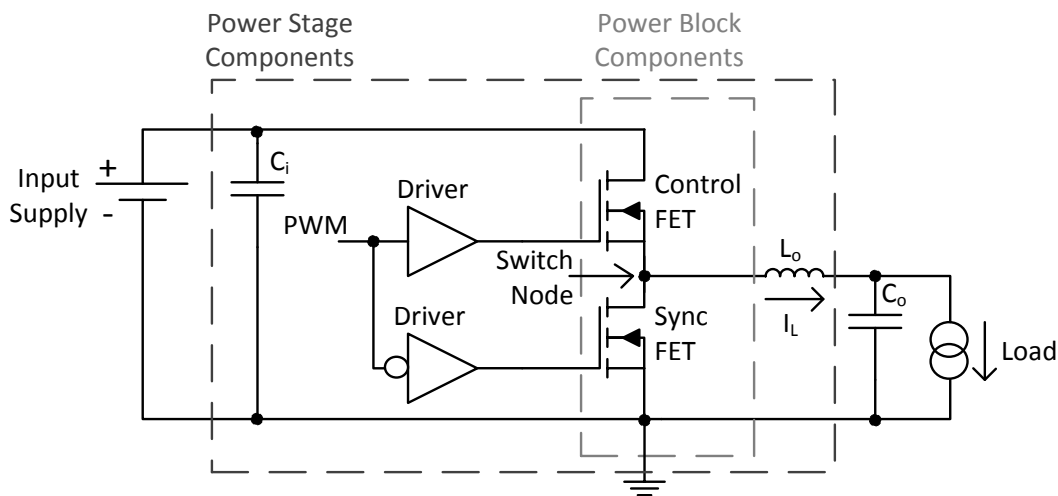 Power Stage
Components
Power Block
Components
Input
Supply
+
-
Ci
Driver
PWM
Control
FET
Switch
Node
Lo
IL
Co
Driver
Sync
FET
Load